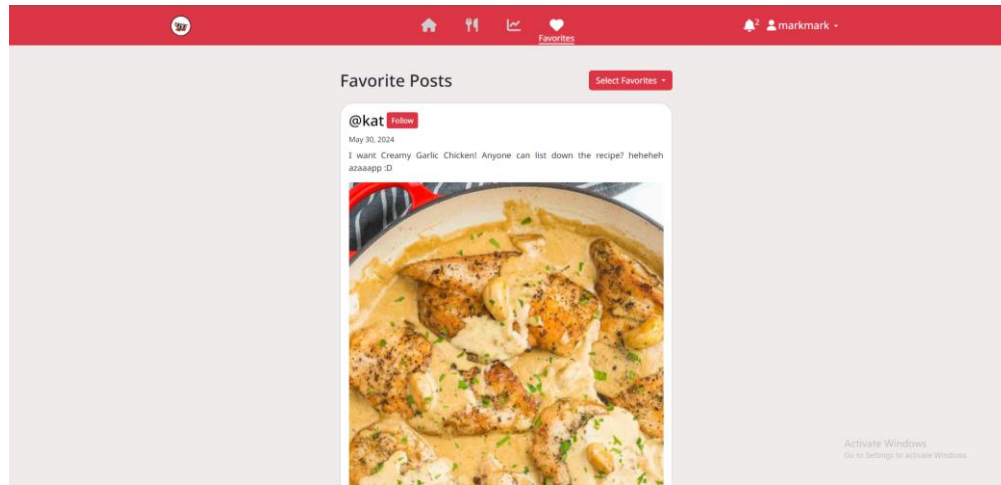 2 markmark
Favorites
Favorite Posts
Select Favorites
@kat Follow
May 30, 2024
I want Creamy Garlic Chicken! Anyone can list down the recipe? heheheh
azaaapp :D
Activate Windows
Go to Settings to activate Windows.